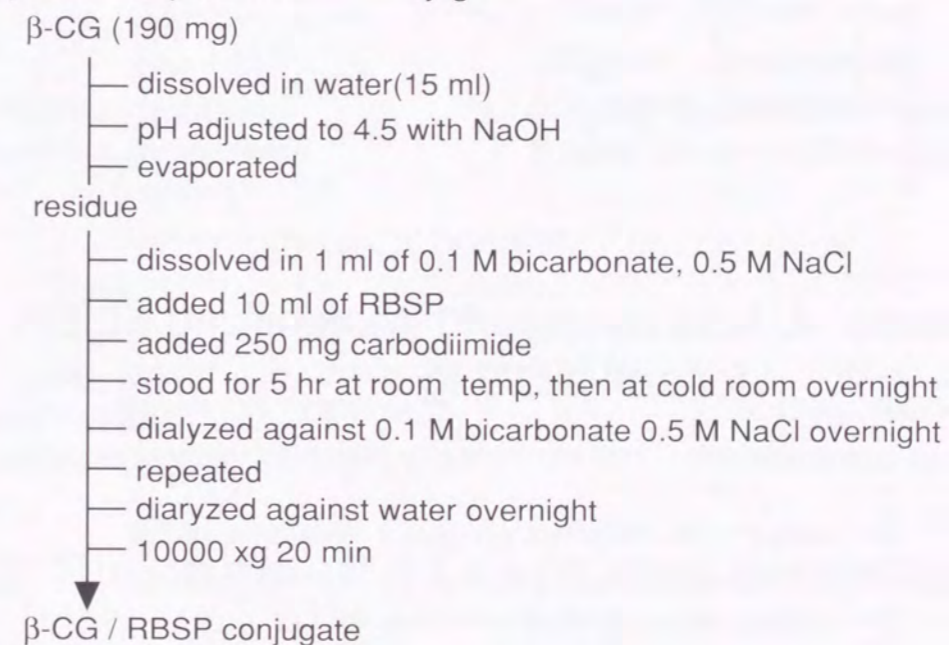 β-CG (190 mg)
dissolved in water(15 ml)
pH adjusted to 4.5 with NaOH
evaporated
residue
dissolved in 1 ml of 0.1 M bicarbonate, 0.5 M NaCl
added 10 ml of RBSP
added 250 mg carbodiimide
stood for 5 hr at room temp, then at cold room overnight
dialyzed against 0.1 M bicarbonate 0.5 M NaCl overnight
repeated
diaryzed against water overnight
10000 xg 20 min
β-CG / RBSP conjugate